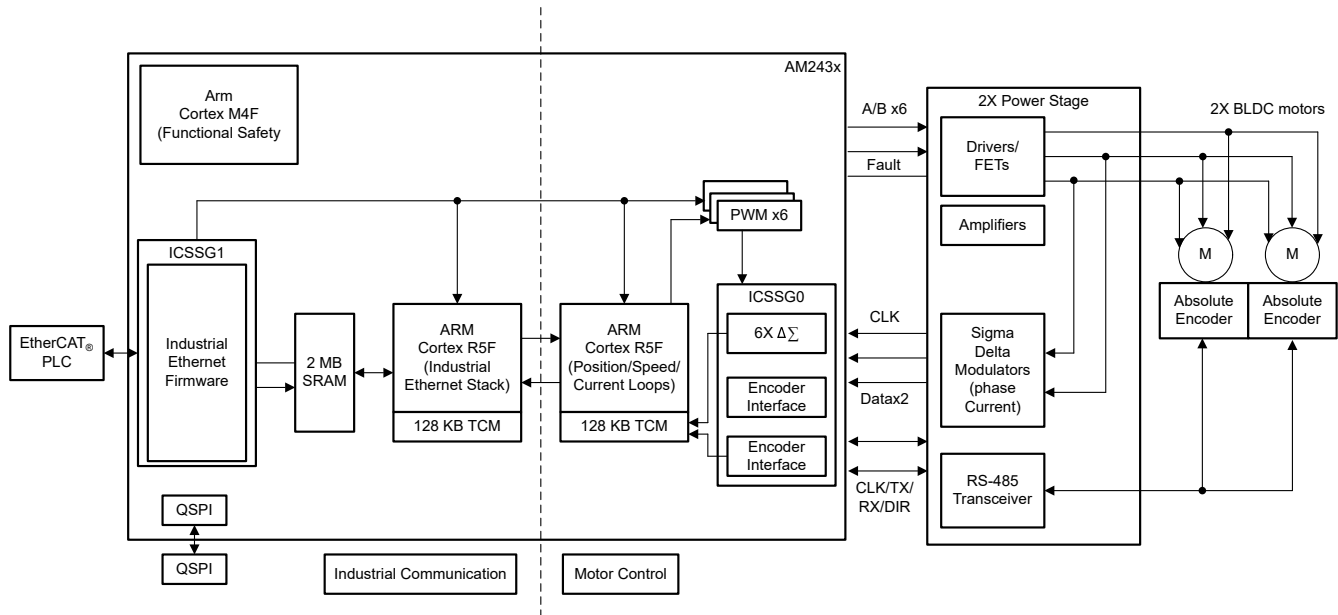 AM243x
Arm
Cortex M4F
(Functional Safety
A/B x6
Fault
2X Power Stage
Drivers/
FETs
Amplifiers
2X BLDC motors
M
M
Absolute
Encoder
Absolute
Encoder
PWM x6
ICSSG1
Industrial
Ethernet
Firmware
EtherCAT®
PLC
2 MB
SRAM
ARM
Cortex R5F
(Industrial
Ethernet Stack)
128 KB TCM
ARM
Cortex R5F
(Position/Speed/
Current Loops)
128 KB TCM
ICSSG0
6X Δ∑
Encoder
Interface
Encoder
Interface
CLK
Datax2
CLK/TX/
RX/DIR
Sigma
Delta
Modulators
(phase
Current)
RS-485
Transceiver
QSPI
QSPI
Industrial Communication
Motor Control